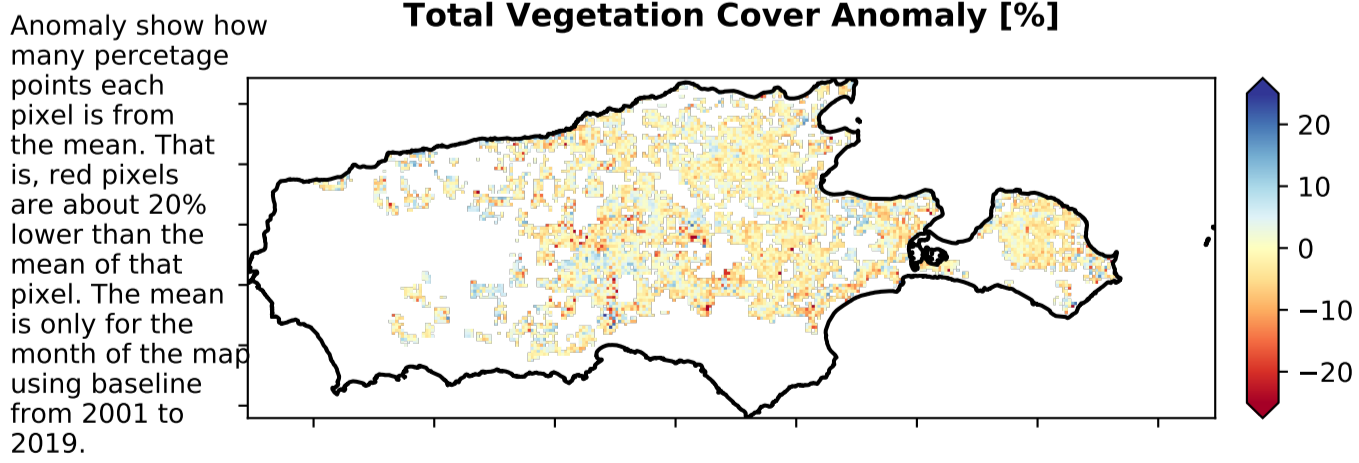 Total Vegetation Cover Anomaly [%]
Anomaly show how
many percetage
points each
pixel is from
the mean. That
is, red pixels
are about 20%
lower than the
mean of that
pixel. The mean
is only for the
month of the map
using baseline
from 2001 to
2019.
20
10
0
−10
−20